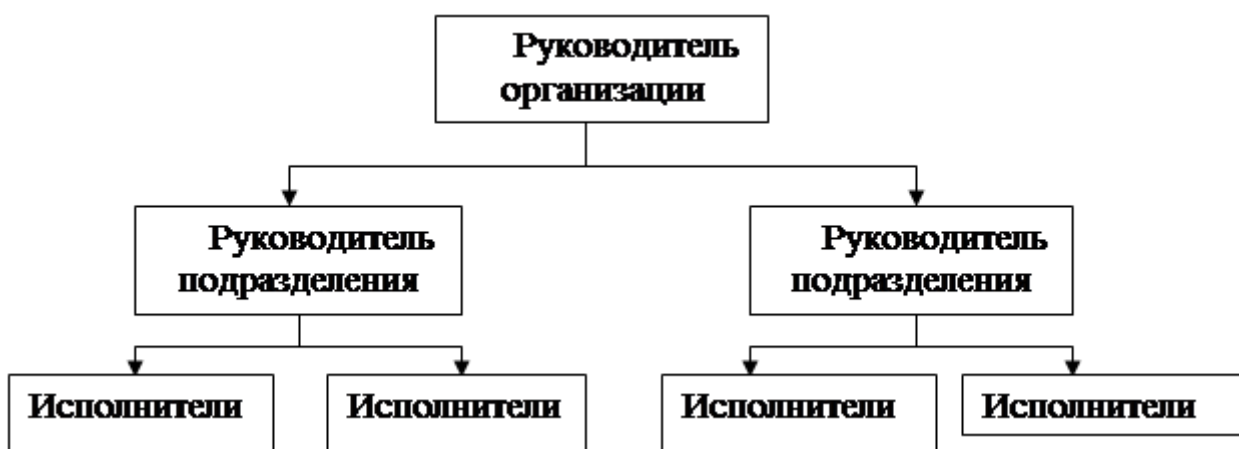 Руководитель
организации
Руководитель
подразделения
Руководитель
подразделения
Исполнители
Исполнители
Исполнители
Исполнители